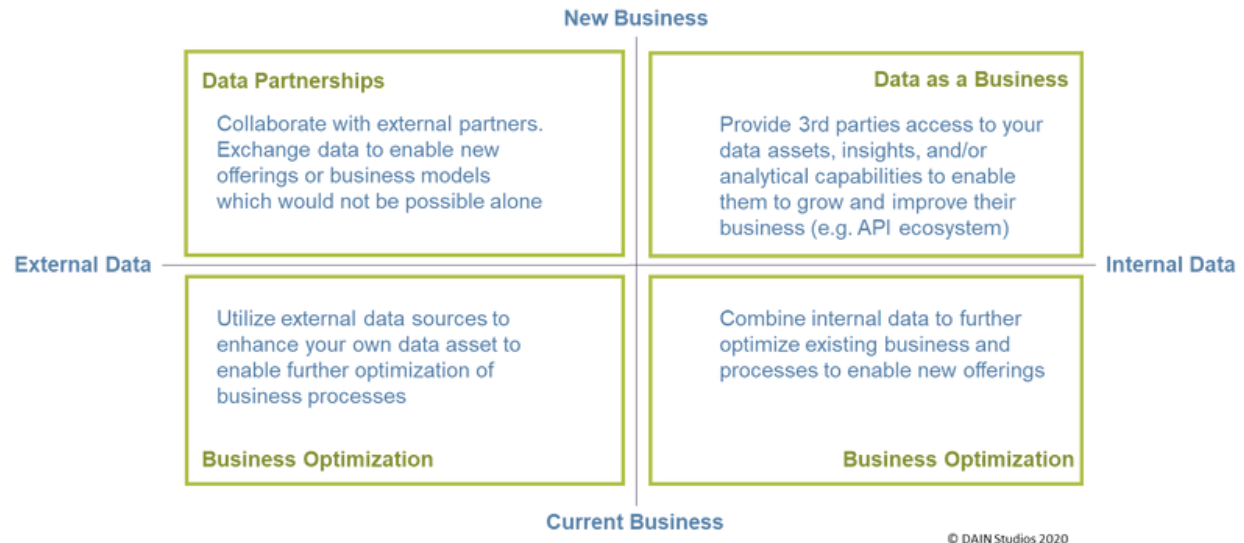 New Business
Data Partnerships
Collaborate with external partners.
Exchange data to enable new
offerings or business models
which would not be possible alone
Data as a Business
Provide 3rd parties access to your
data assets, insights, and/or
analytical capabilities to enable
them to grow and improve their
business (e.g. API ecosystem)
External Data
Internal Data
Utilize external data sources to
enhance your own data asset to
enable further optimization of
business processes
Business Optimization
Combine internal data to further
optimize existing business and
processes to enable new offerings
Business Optimization
Current Business
© DAIN Studios 2020